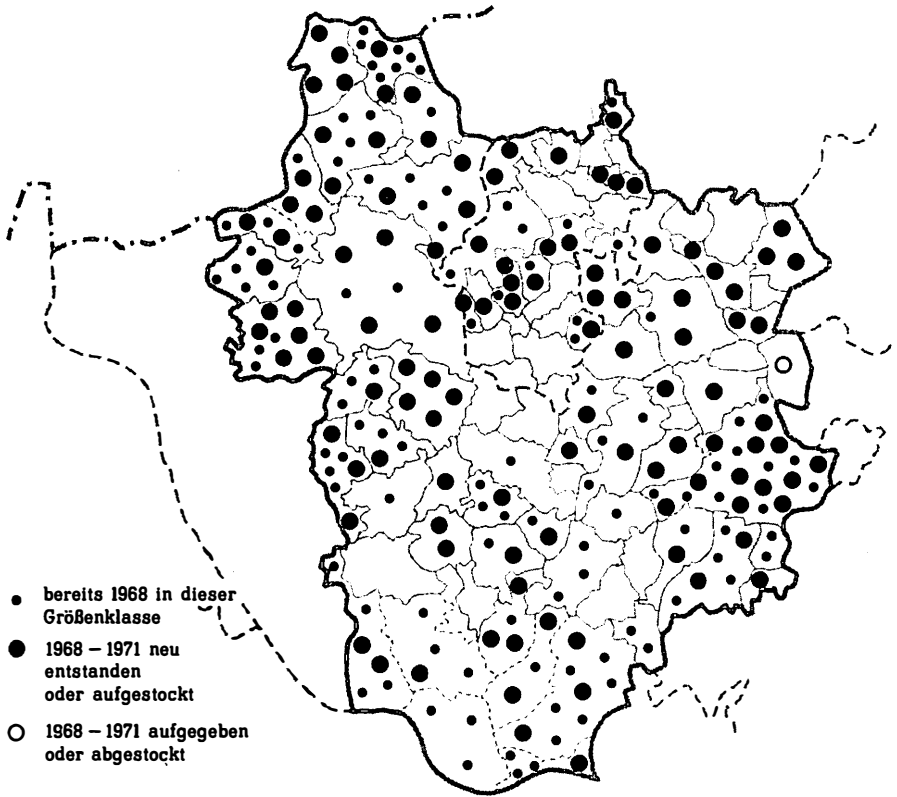 bereits 1968 in dieser
Größenklasse
1968 – 1971 neu
entstanden
oder aufgestockt
1968 – 1971 aufgegeben
oder abgestockt